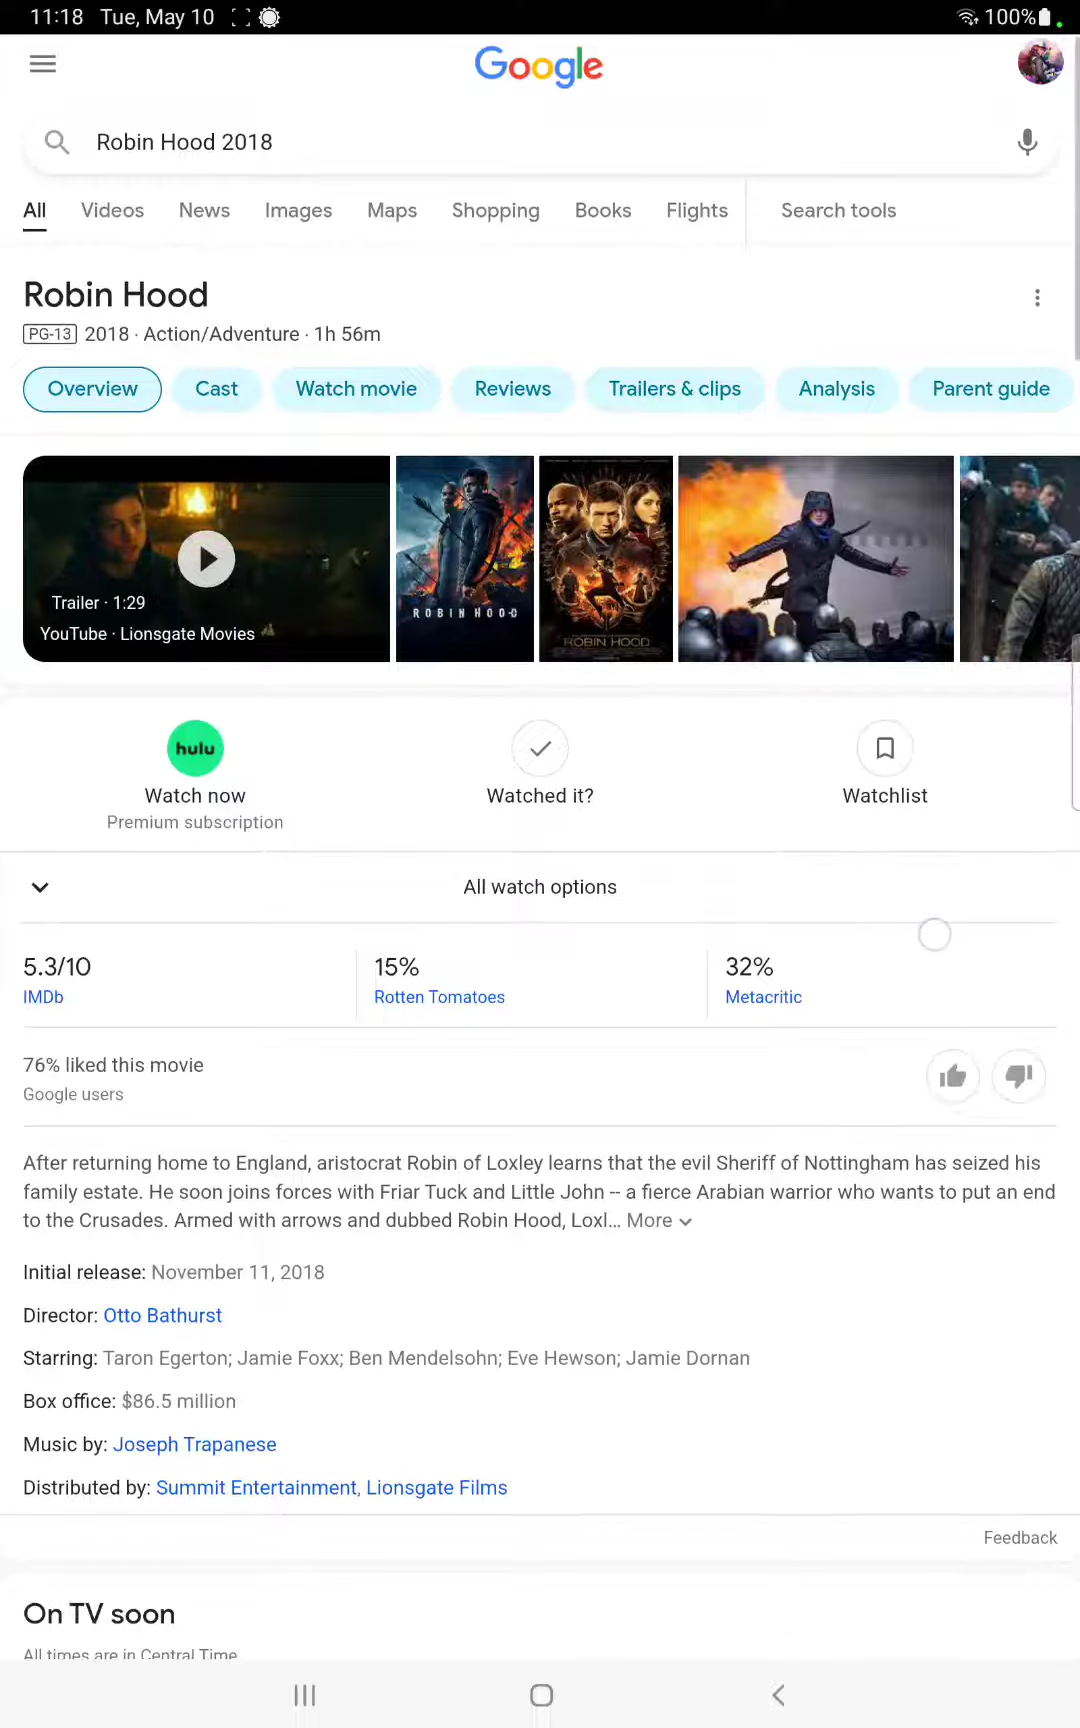 11:18 Tue, May 10 100%
Google
Robin Hood 2018
All Videos News Images Maps Shopping Books Flights Search tools
Robin Hood
PG-13 2018 · Action/Adventure · 1h 56m
Overview Cast Watch movie Reviews Trailers & clips Analysis Parent guide
Trailer · 1:29
YouTube · Lionsgate Movies
ROBIN HOOD
ROBIN HOOD
hulu
Watch now Watched it? Watchlist
Premium subscription
All watch options
5.3/10 15% 32%
IMDb Rotten Tomatoes Metacritic
76% liked this movie
Google users
After returning home to England, aristocrat Robin of Loxley learns that the evil Sheriff of Nottingham has seized his
family estate. He soon joins forces with Friar Tuck and Little John -- a fierce Arabian warrior who wants to put an end
to the Crusades. Armed with arrows and dubbed Robin Hood, Loxl... More
Initial release: November 11, 2018
Director: Otto Bathurst
Starring: Taron Egerton; Jamie Foxx; Ben Mendelsohn; Eve Hewson; Jamie Dornan
Box office: $86.5 million
Music by: Joseph Trapanese
Distributed by: Summit Entertainment, Lionsgate Films
Feedback
On TV soon
All times are in Central Time